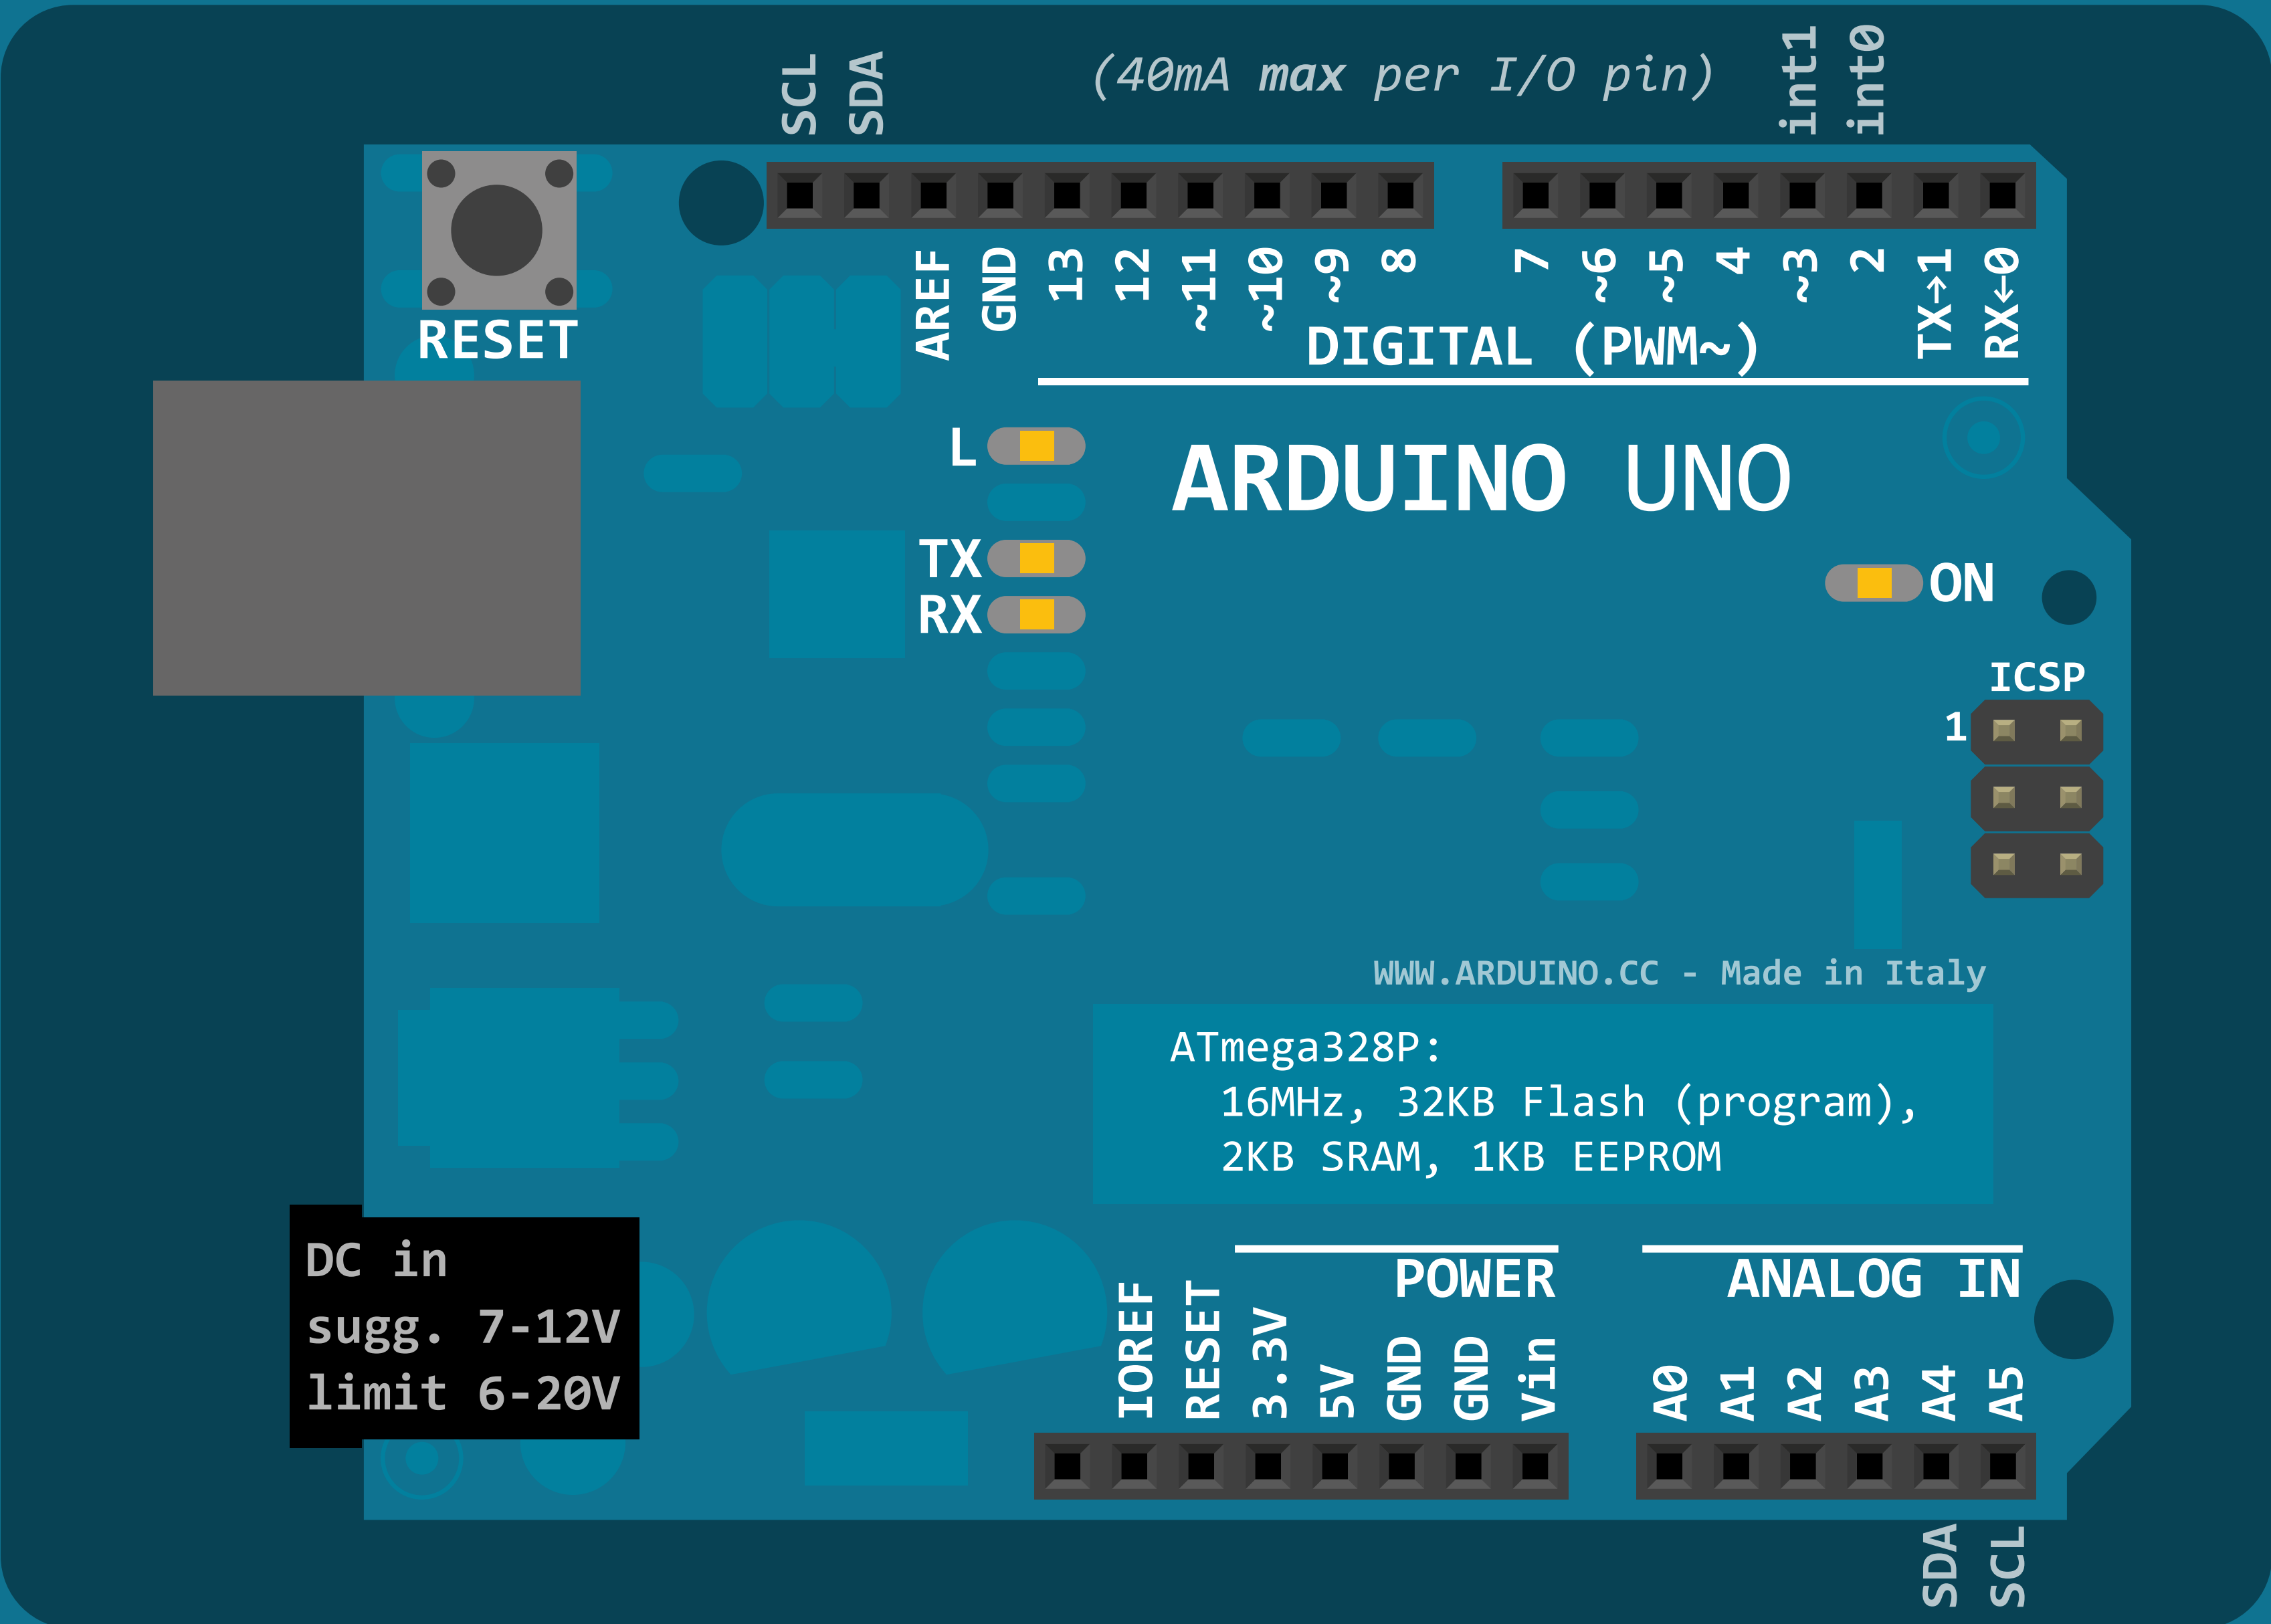 SCL
SDA
(40mA max per I/O pin)
int1
int0
RESET
AREF
GND
13
12
~11
~10
~9
8
7
~6
~5
4
~3
2
TX→1
RX←0
DIGITAL (PWM~)
L
ARDUINO UNO
TX
RX
ON
ICSP
1
WWW.ARDUINO.CC - Made in Italy
ATmega328P:
16MHz, 32KB Flash (program),
2KB SRAM, 1KB EEPROM
DC in
sugg. 7-12V
limit 6-20V
POWER
ANALOG IN
IOREF
RESET
3.3V
5V
GND
GND
Vin
A0
A1
A2
A3
A4
A5
SDA
SCL